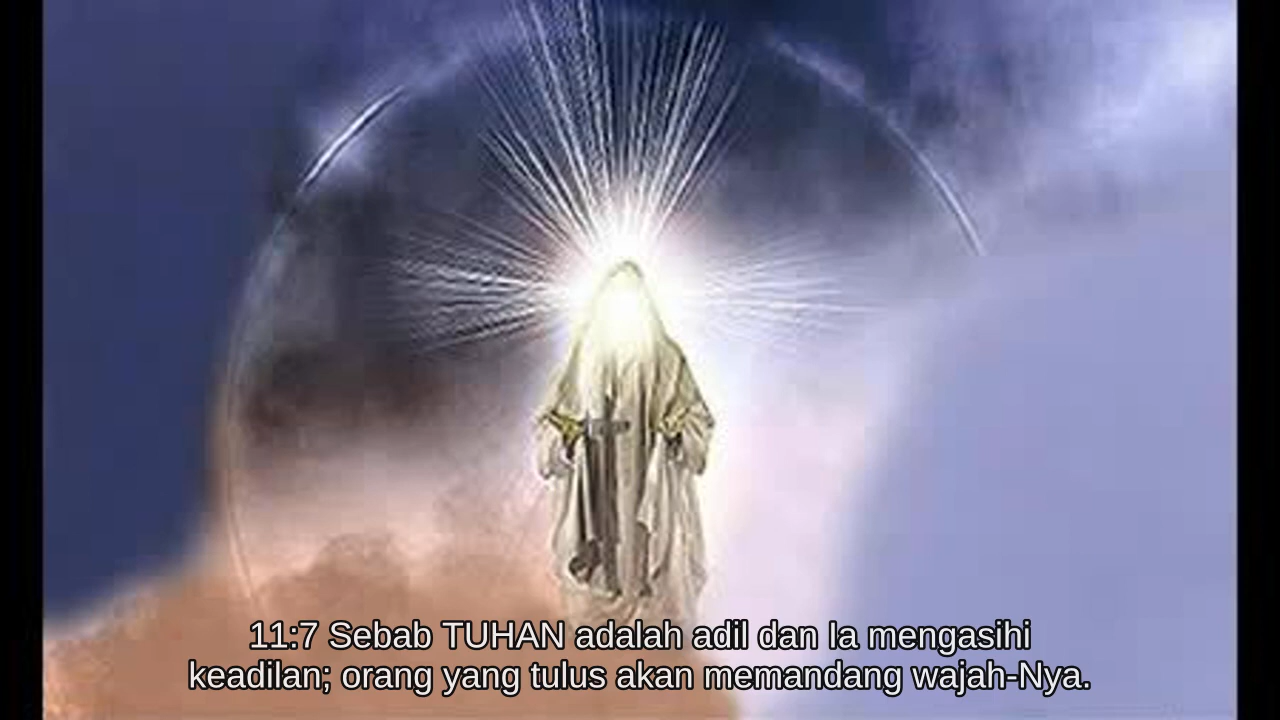 11:7 Sebab TUHAN adalah adil dan Ia mengasihi
keadilan; orang yang tulus akan memandang wajah-Nya.